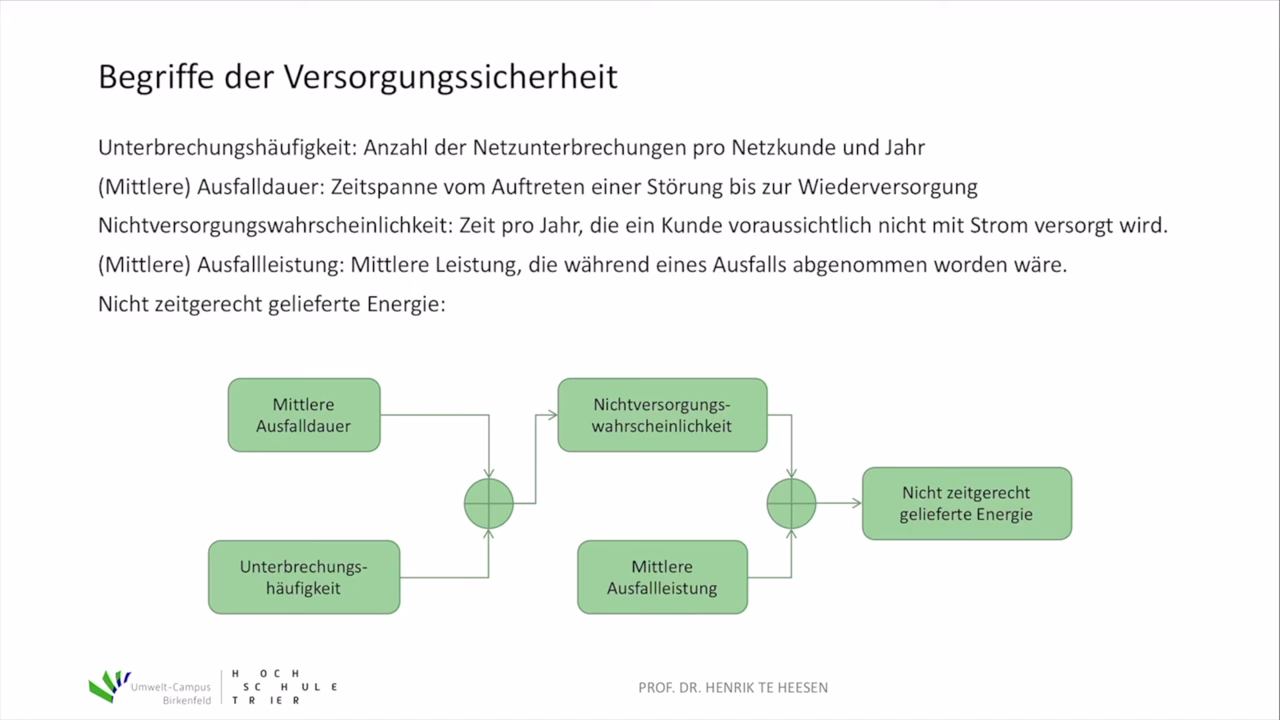 Begriffe der Versorgungssicherheit
Unterbrechungshäufigkeit: Anzahl der Netzunterbrechungen pro Netzkunde und Jahr
(Mittlere) Ausfalldauer: Zeitspanne vom Auftreten einer Störung bis zur Wiederversorgung
Nichtversorgungswahrscheinlichkeit: Zeit pro Jahr, die ein Kunde voraussichtlich nicht mit Strom versorgt wird.
(Mittlere) Ausfallleistung: Mittlere Leistung, die während eines Ausfalls abgenommen worden wäre.
Nicht zeitgerecht gelieferte Energie:
Mittlere
Ausfalldauer
Nichtversorgungs-
wahrscheinlichkeit
Nicht zeitgerecht
gelieferte Energie
Unterbrechungs-
häufigkeit
Mittlere
Ausfallleistung
Umwelt-Campus
Birkenfeld
HOCH
SCHULE
TRIER
PROF. DR. HENRIK TE HEESEN